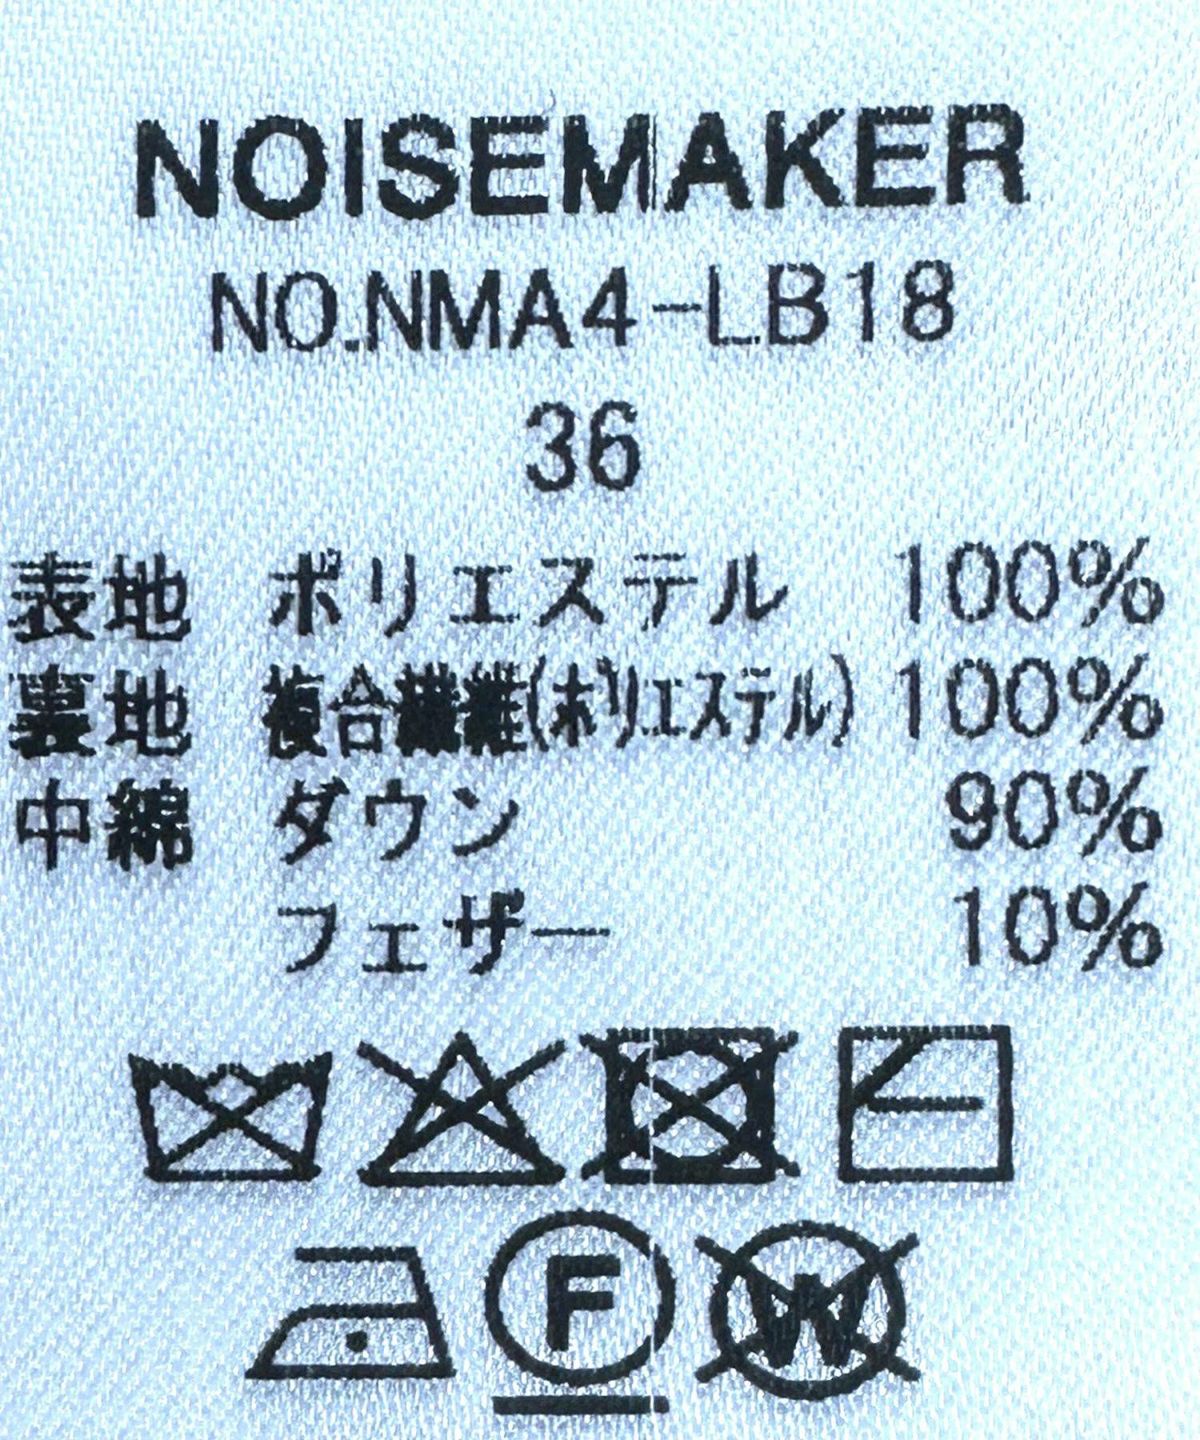 NOISEMAKER
NO.NMA4-LB18
36
表地 ポリエステル 100%
裏地 複合繊維(ポリエステル) 100%
中綿 ダウン 90%
フェザー 10%
F W